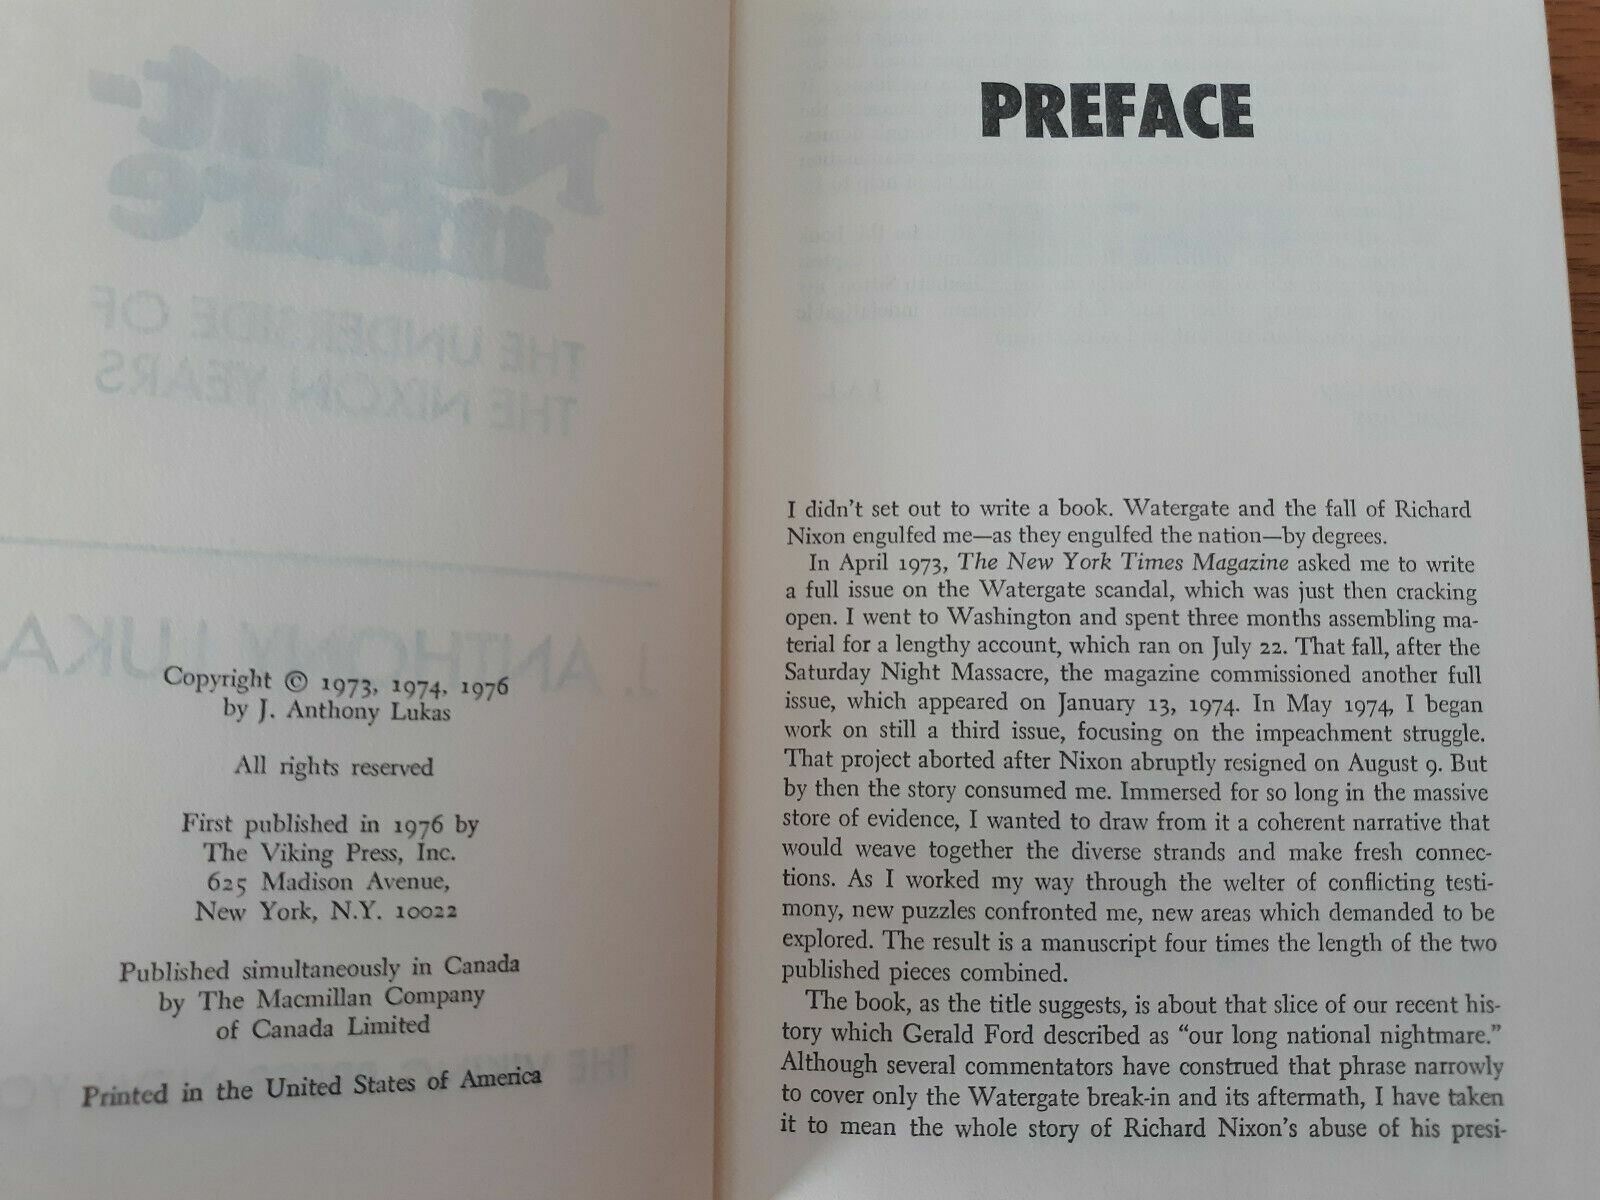 Night-
mare
THE UNDERSIDE OF
THE NIXON YEARS
J. ANTHONY LUKA
THE VIKING
Copyright © 1973, 1974, 1976
by J. Anthony Lukas
All rights reserved
First published in 1976 by
The Viking Press, Inc.
625 Madison Avenue,
New York, N.Y. 10022
Published simultaneously in Canada
by The Macmillan Company
of Canada Limited
Printed in the United States of America
PREFACE
I didn't set out to write a book. Watergate and the fall of Richard
Nixon engulfed me—as they engulfed the nation—by degrees.
In April 1973, The New York Times Magazine asked me to write
a full issue on the Watergate scandal, which was just then cracking
open. I went to Washington and spent three months assembling ma-
terial for a lengthy account, which ran on July 22. That fall, after the
Saturday Night Massacre, the magazine commissioned another full
issue, which appeared on January 13, 1974. In May 1974, I began
work on still a third issue, focusing on the impeachment struggle.
That project aborted after Nixon abruptly resigned on August 9. But
by then the story consumed me. Immersed for so long in the massive
store of evidence, I wanted to draw from it a coherent narrative that
would weave together the diverse strands and make fresh connec-
tions. As I worked my way through the welter of conflicting testi-
mony, new puzzles confronted me, new areas which demanded to be
explored. The result is a manuscript four times the length of the two
published pieces combined.
The book, as the title suggests, is about that slice of our recent his-
tory which Gerald Ford described as "our long national nightmare."
Although several commentators have construed that phrase narrowly
to cover only the Watergate break-in and its aftermath, I have taken
it to mean the whole story of Richard Nixon's abuse of his presi-